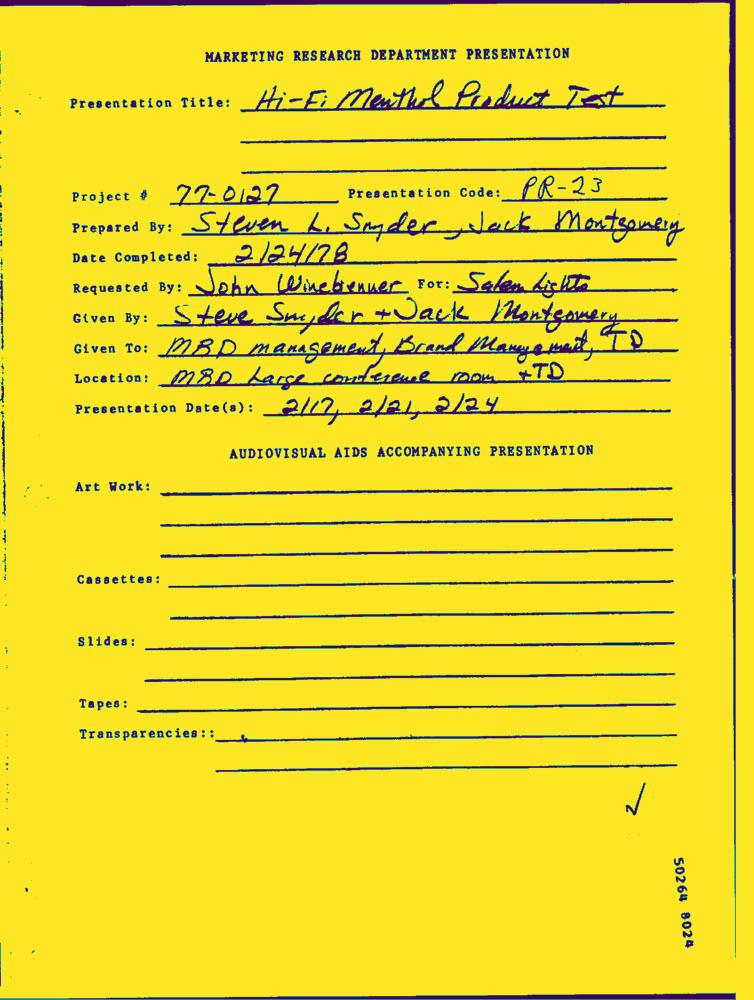 MARKETING RESEARCH DEPARTMENT PRESENTATION
Presentation Title: Hi-Fi Menthol Product Test
Project # 77-0127 Presentation Code: PR-23
Prepared By: Steven L. Snyder, Jack Montgomery
Date Completed: 2/24/78
Requested By: John Winebrenner For: Salem Lights
Given By: Steve Snyder + Jack Montgomery
Given To: MRD management, Brand Management, TD
Location: MRD Large conference room + TD
Presentation Date(s): 2/17, 2/21, 2/24
AUDIOVISUAL AIDS ACCOMPANYING PRESENTATION
Art Work:
Cassettes:
Slides:
Tapes:
Transparencies::
50264 8024